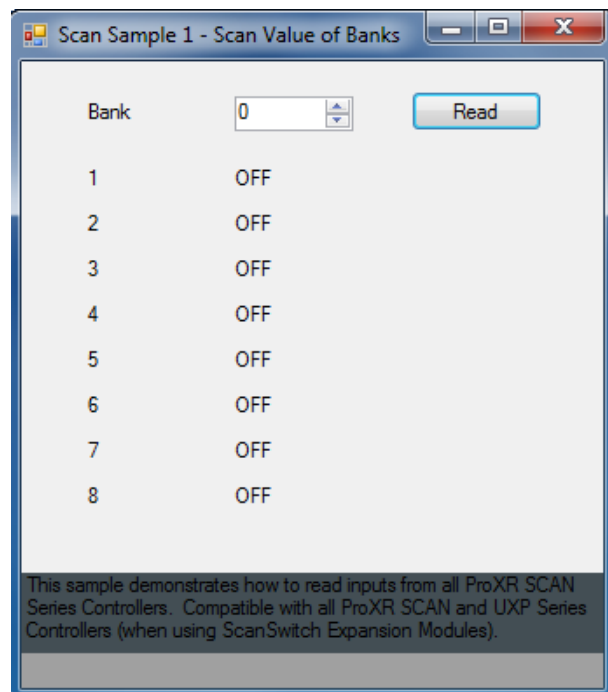 Scan Sample 1 - Scan Value of Banks
Bank 0 Read
1 OFF
2 OFF
3 OFF
4 OFF
5 OFF
6 OFF
7 OFF
8 OFF
This sample demonstrates how to read inputs from all ProXR SCAN
Series Controllers. Compatible with all ProXR SCAN and UXP Series
Controllers (when using ScanSwitch Expansion Modules).